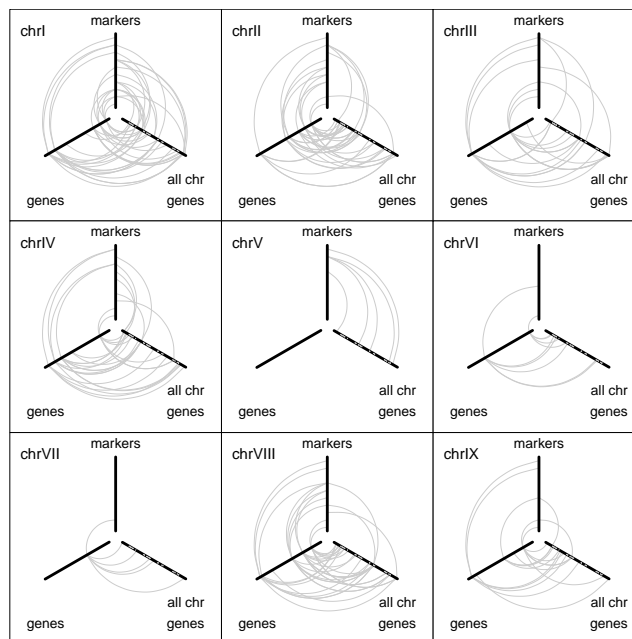 chrI
markers
genes
all chr
genes
chrII
markers
genes
all chr
genes
chrIII
markers
genes
all chr
genes
chrIV
markers
genes
all chr
genes
chrV
markers
genes
all chr
genes
chrVI
markers
genes
all chr
genes
chrVII
markers
genes
all chr
genes
chrVIII
markers
genes
all chr
genes
chrIX
markers
genes
all chr
genes